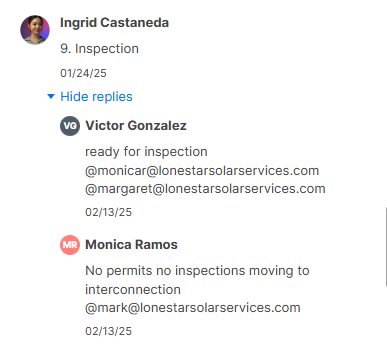 Ingrid Castaneda
9. Inspection
01/24/25
Hide replies
VG Victor Gonzalez
ready for inspection
@monicar@lonestarsolarservices.com
@margaret@lonestarsolarservices.com
02/13/25
MR Monica Ramos
No permits no inspections moving to
interconnection
@mark@lonestarsolarservices.com
02/13/25